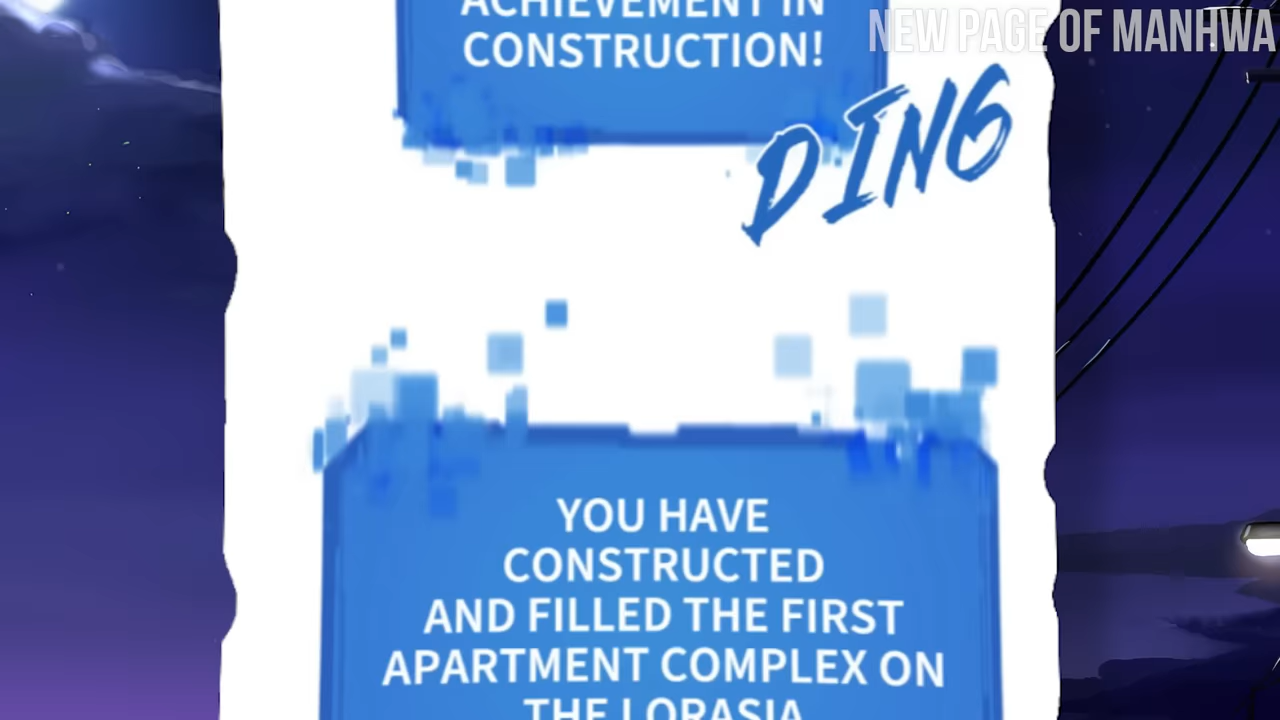 ACHIEVEMENT IN
CONSTRUCTION!
NEW PAGE OF MANHWA
DING
YOU HAVE
CONSTRUCTED
AND FILLED THE FIRST
APARTMENT COMPLEX ON
THE LORASIA